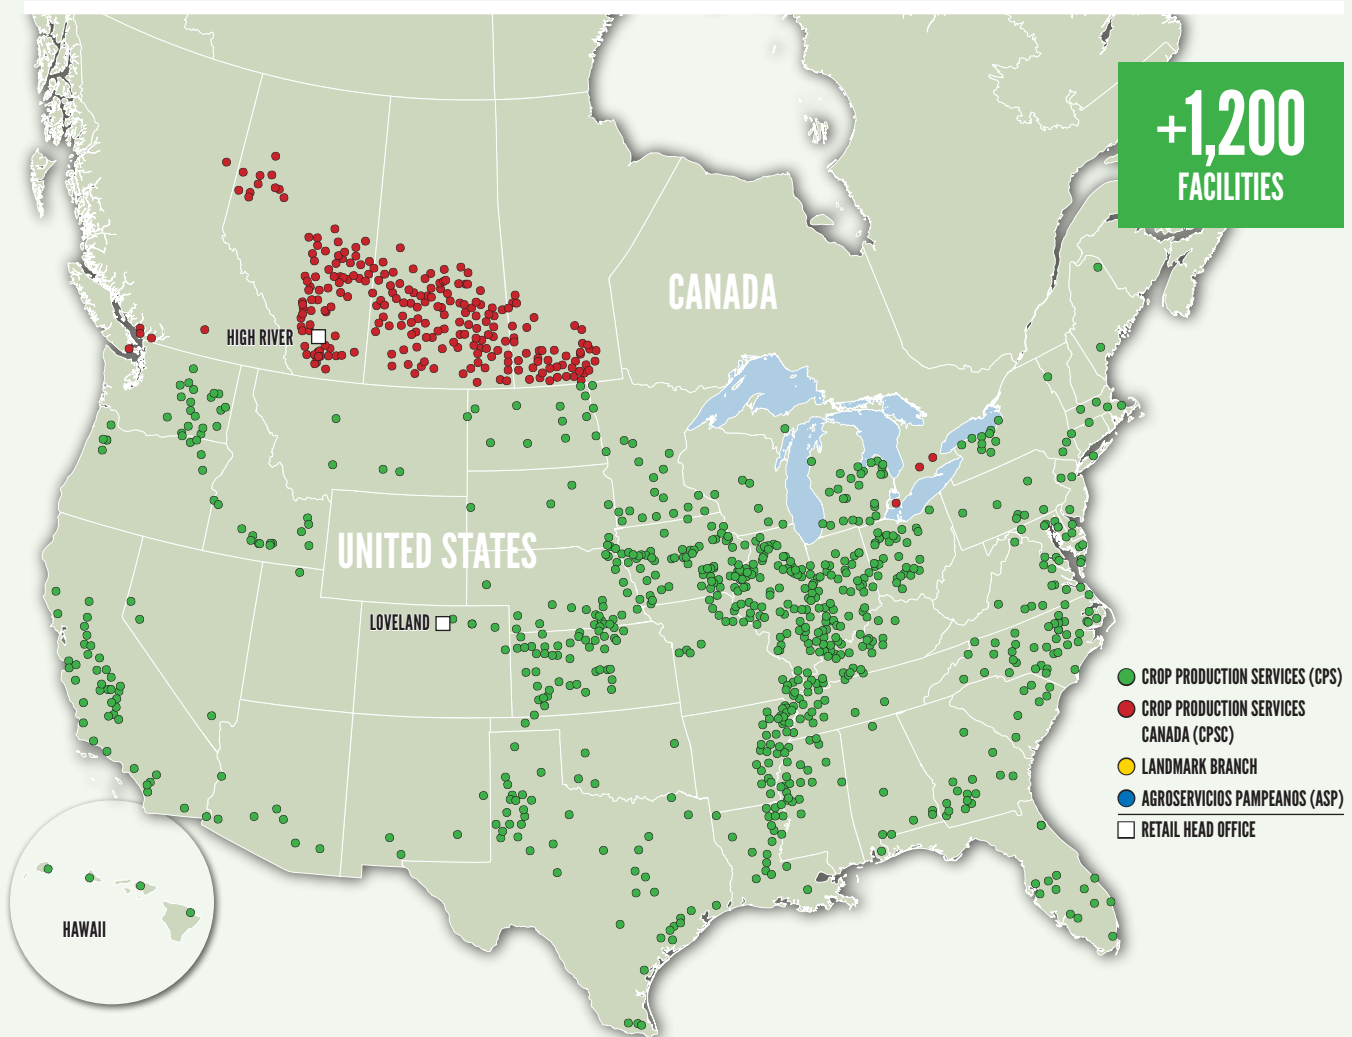 +1,200
FACILITIES
CANADA
HIGH RIVER
UNITED STATES
LOVELAND
CROP PRODUCTION SERVICES (CPS)
CROP PRODUCTION SERVICES
CANADA (CPSC)
LANDMARK BRANCH
AGROSERVICIOS PAMPEANOS (ASP)
RETAIL HEAD OFFICE
HAWAII